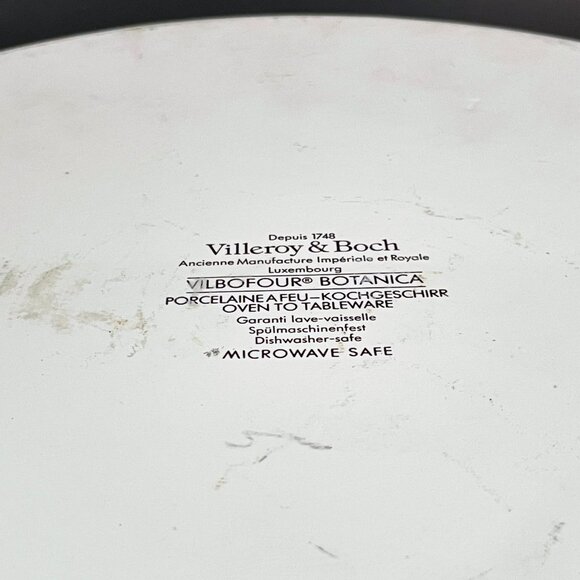 Depuis 1748
Villeroy & Boch
Ancienne Manufacture Impériale et Royale
Luxembourg
VILBOFOUR® BOTANICA
PORCELAINE A FEU–KOCHGESCHIRR
OVEN TO TABLEWARE
Garanti lave-vaisselle
Spülmaschinenfest
Dishwasher-safe
MICROWAVE SAFE